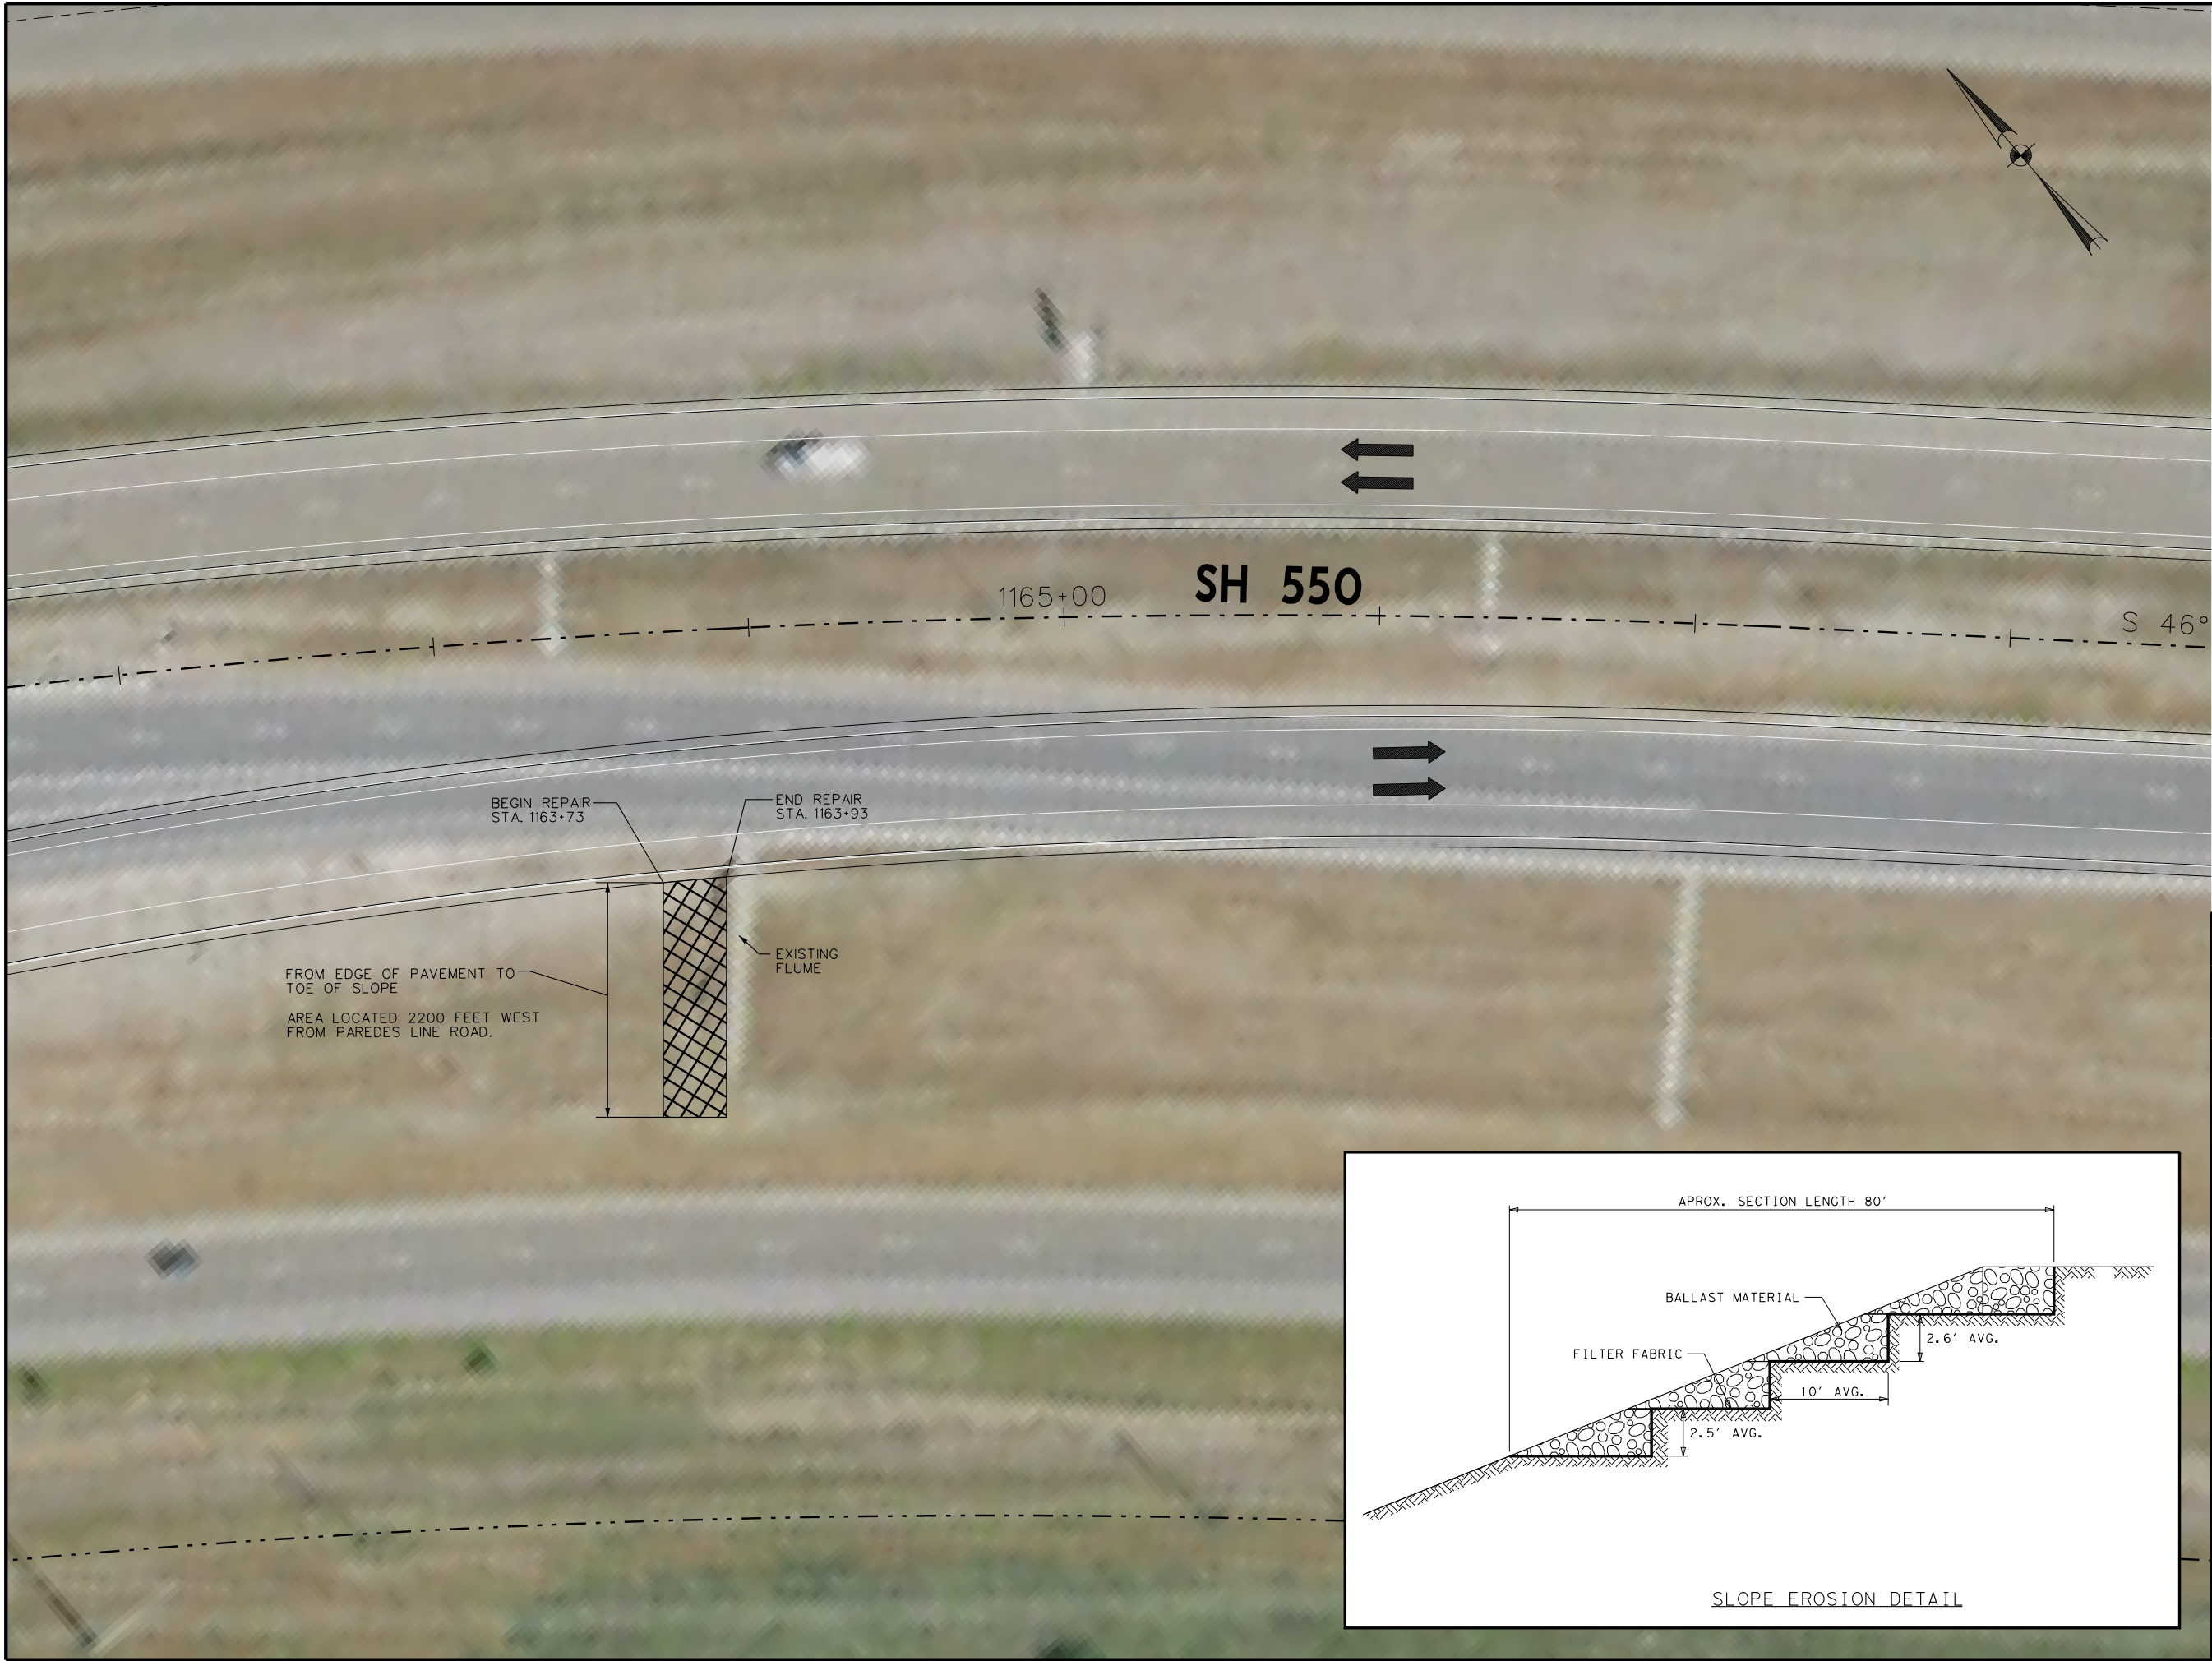 1165+00
SH 550
S 46°
BEGIN REPAIR
STA. 1163+73
END REPAIR
STA. 1163+93
EXISTING
FLUME
FROM EDGE OF PAVEMENT TO
TOE OF SLOPE
AREA LOCATED 2200 FEET WEST
FROM PAREDES LINE ROAD.
APROX. SECTION LENGTH 80'
BALLAST MATERIAL
2.6' AVG.
FILTER FABRIC
10' AVG.
2.5' AVG.
SLOPE EROSION DETAIL